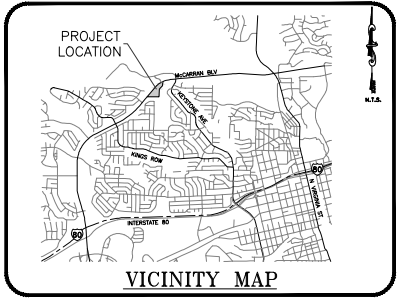 PROJECT
LOCATION
McCARRAN BLV
KEYSTONE AVE
N.T.S.
KINGS ROW
80
N VIRGINIA ST
INTERSTATE 80
80
VICINITY MAP